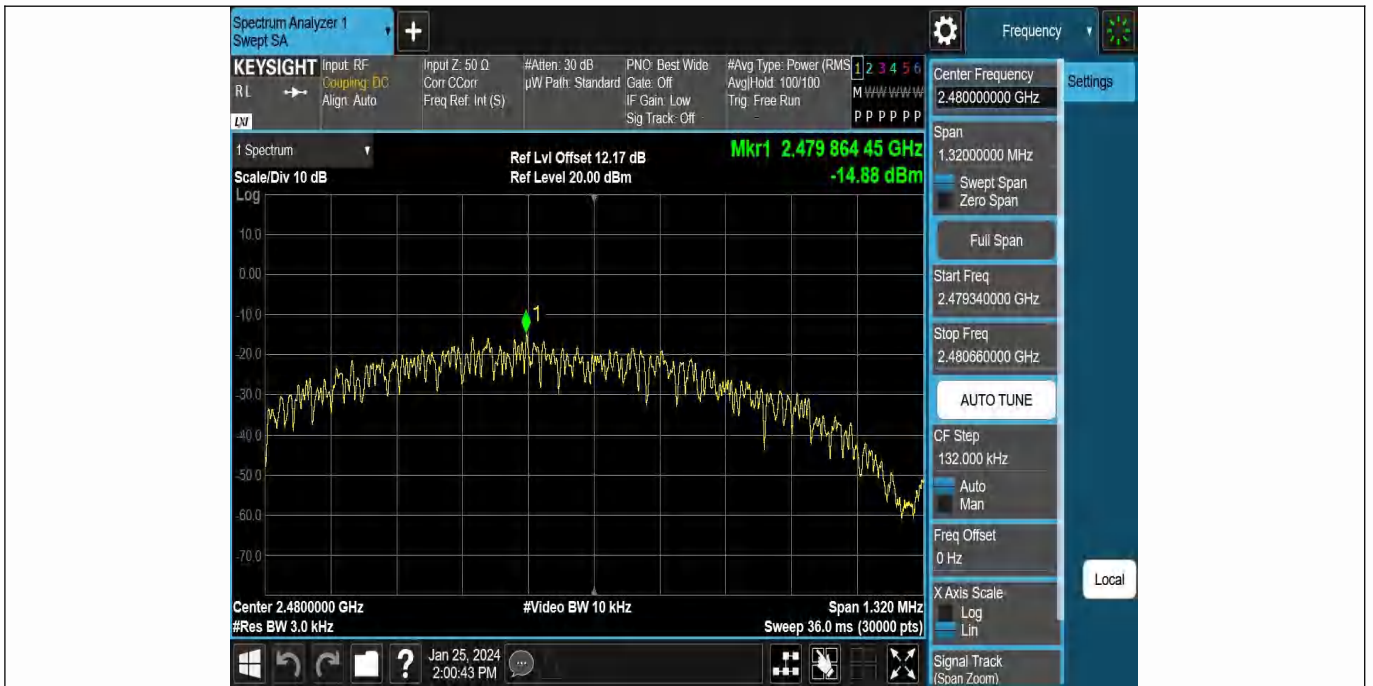 Spectrum Analyzer 1
Swept SA
+
Frequency
KEYSIGHT
RL
LXI
Input: RF
Coupling: DC
Align: Auto
Input Z: 50 Ω
Corr CCorr
Freq Ref: Int (S)
#Atten: 30 dB
µW Path: Standard
PNO: Best Wide
Gate: Off
IF Gain: Low
Sig Track: Off
#Avg Type: Power (RMS
Avg|Hold: 100/100
Trig: Free Run
1 2 3 4 5 6
M W W W W W
P P P P P P
1 Spectrum
Scale/Div 10 dB
Ref Lvl Offset 12.17 dB
Ref Level 20.00 dBm
Mkr1 2.479 864 45 GHz
-14.88 dBm
Log
10.0
0.00
-10.0
-20.0
-30.0
-40.0
-50.0
-60.0
-70.0
1
Center 2.4800000 GHz
#Res BW 3.0 kHz
#Video BW 10 kHz
Span 1.320 MHz
Sweep 36.0 ms (30000 pts)
Jan 25, 2024
2:00:43 PM
Center Frequency
2.480000000 GHz
Settings
Span
1.32000000 MHz
Swept Span
Zero Span
Full Span
Start Freq
2.479340000 GHz
Stop Freq
2.480660000 GHz
AUTO TUNE
CF Step
132.000 kHz
Auto
Man
Freq Offset
0 Hz
X Axis Scale
Log
Lin
Signal Track
(Span Zoom)
Local